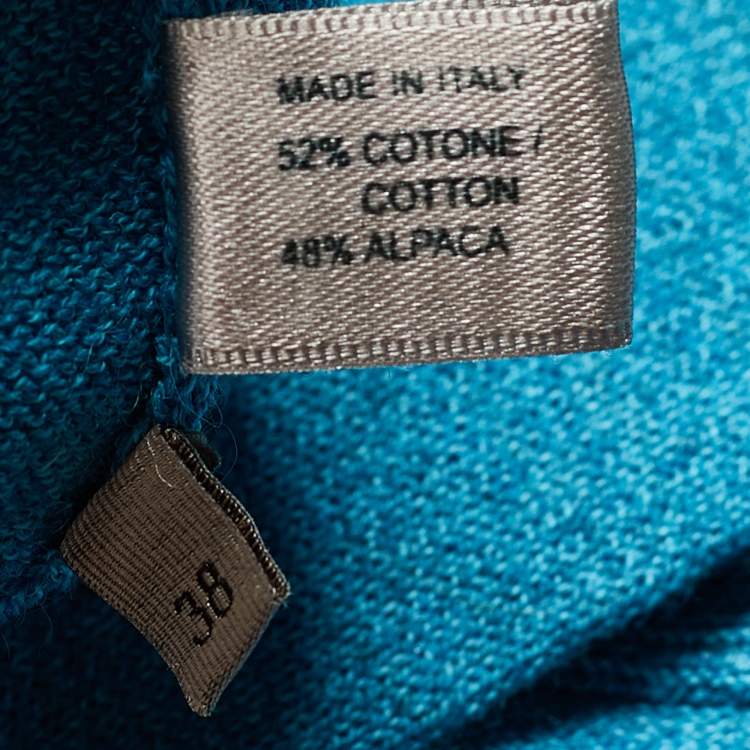 MADE IN ITALY
52% COTONE /
COTTON
48% ALPACA
38